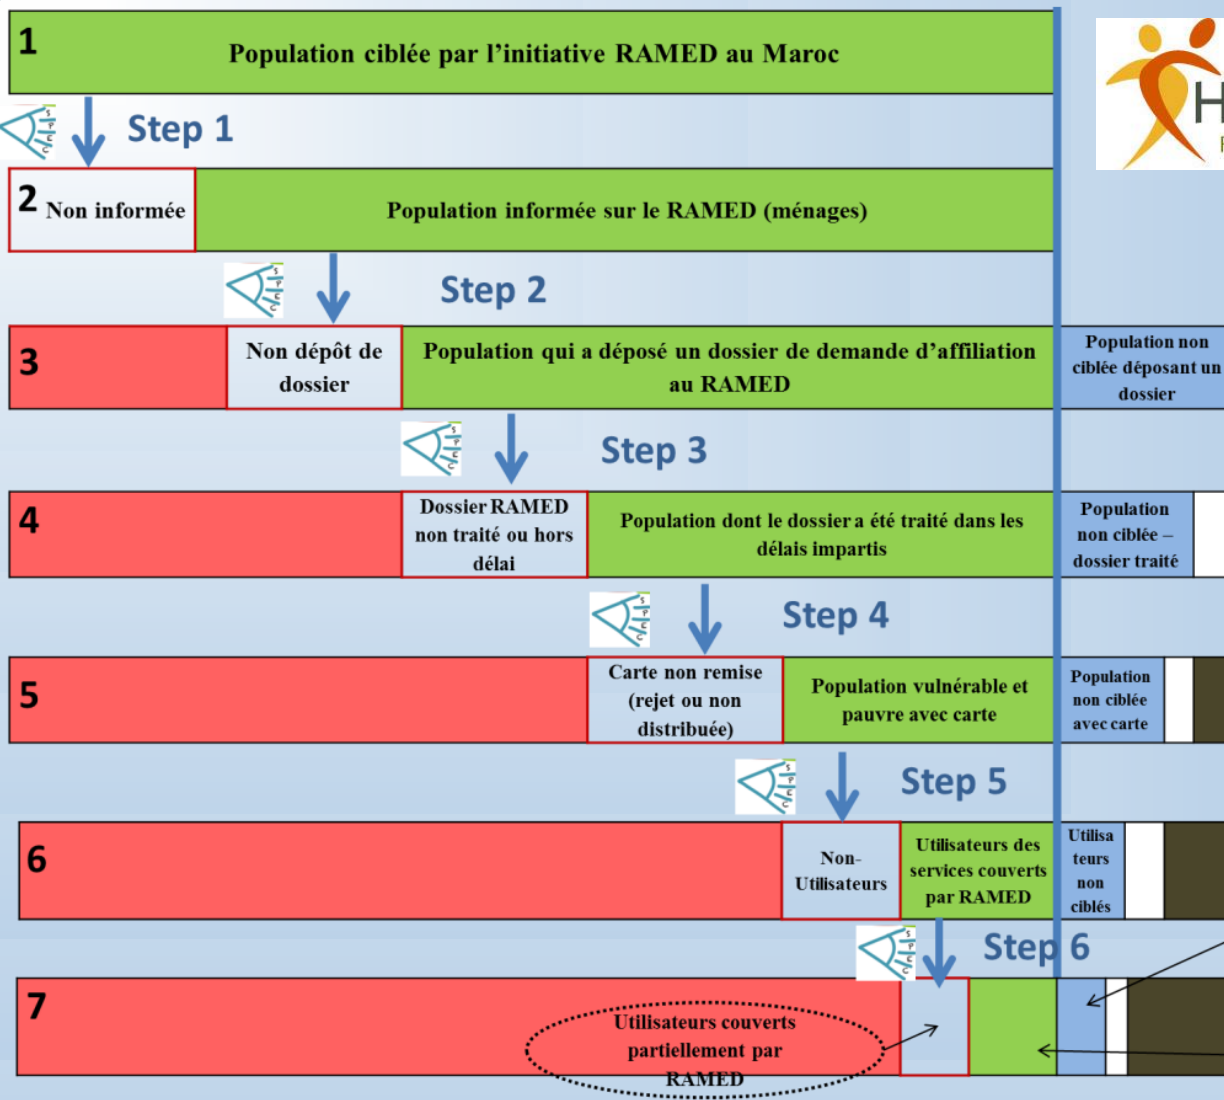 1
Population ciblée par l’initiative RAMED au Maroc
H
S
P
E
C
Step 1
2
Non informée
Population informée sur le RAMED (ménages)
S
P
E
C
Step 2
3
Non dépôt de
dossier
Population qui a déposé un dossier de demande d’affiliation
au RAMED
Population non
ciblée déposant un
dossier
S
P
E
C
Step 3
4
Dossier RAMED
non traité ou hors
délai
Population dont le dossier a été traité dans les
délais impartis
Population
non ciblée –
dossier traité
S
P
E
C
Step 4
5
Carte non remise
(rejet ou non
distribuée)
Population vulnérable et
pauvre avec carte
Population
non ciblée
avec carte
S
P
E
C
Step 5
6
Non-
Utilisateurs
Utilisateurs des
services couverts
par RAMED
Utilisa
teurs
non
ciblés
S
P
E
C
Step 6
7
Utilisateurs couverts
partiellement par
RAMED